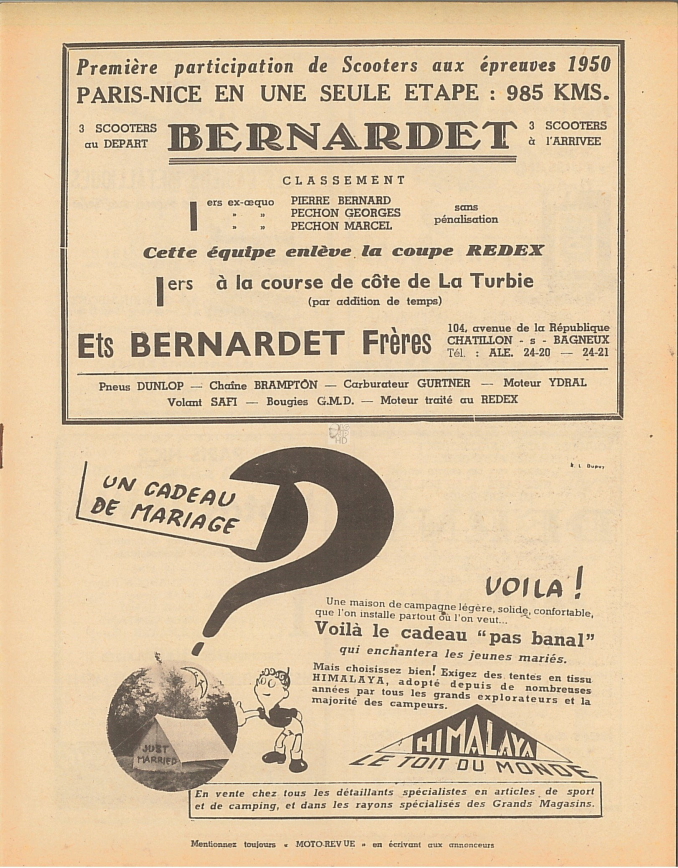 Première participation de Scooters aux épreuves 1950
PARIS-NICE EN UNE SEULE ETAPE : 985 KMS.
3 SCOOTERS
au DEPART
BERNARDET
3 SCOOTERS
à l'ARRIVEE
CLASSEMENT
1ers ex-æquo PIERRE BERNARD
» » PECHON GEORGES
» » PECHON MARCEL
sans
pénalisation
Cette équipe enlève la coupe REDEX
1ers à la course de côte de La Turbie
(par addition de temps)
Ets BERNARDET Frères
104, avenue de la République
CHATILLON - s - BAGNEUX
Tél. : ALE. 24-20 — 24-21
Pneus DUNLOP — Chaîne BRAMPTON — Carburateur GURTNER — Moteur YDRAL
Volant SAFI — Bougies G.M.D. — Moteur traité au REDEX
R. L. Dupuy
UN CADEAU
DE MARIAGE
VOILA !
Une maison de campagne légère, solide, confortable,
que l'on installe partout où l'on veut...
Voilà le cadeau "pas banal"
qui enchantera les jeunes mariés.
Mais choisissez bien! Exigez des tentes en tissu
HIMALAYA, adopté depuis de nombreuses
années par tous les grands explorateurs et la
majorité des campeurs.
JUST
MARRIED
HIMALAYA
LE TOIT DU MONDE
En vente chez tous les détaillants spécialistes en articles de sport
et de camping, et dans les rayons spécialisés des Grands Magasins.
Mentionnez toujours « MOTO-REVUE » en écrivant aux annonceurs